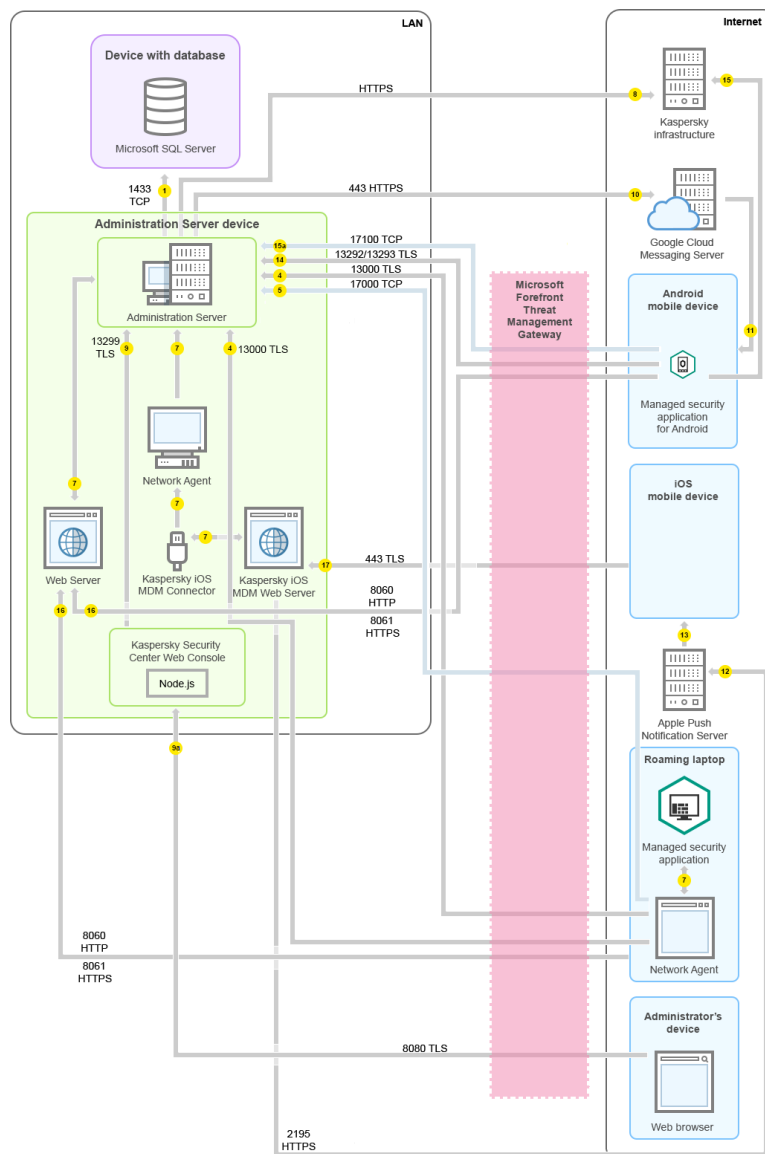 LAN
Internet
Device with database
Microsoft SQL Server
HTTPS
8
15
Kaspersky
infrastructure
1433
TCP
1
443 HTTPS
10
Google Cloud
Messaging Server
Administration Server device
Administration Server
15a
17100 TCP
14
13292/13293 TLS
4
13000 TLS
5
17000 TCP
Microsoft
Forefront
Threat
Management
Gateway
Android
mobile device
11
Managed security
application
for Android
13299
TLS
9
7
4
13000 TLS
Network Agent
7
7
7
Web Server
Kaspersky iOS
MDM Connector
Kaspersky iOS
MDM Web Server
17
443 TLS
iOS
mobile device
16
16
8060
HTTP
8061
HTTPS
Kaspersky Security
Center Web Console
Node.js
13
12
Apple Push
Notification Server
9a
Roaming laptop
Managed security
application
7
Network Agent
8060
HTTP
8061
HTTPS
Administrator's
device
8080 TLS
Web browser
2195
HTTPS